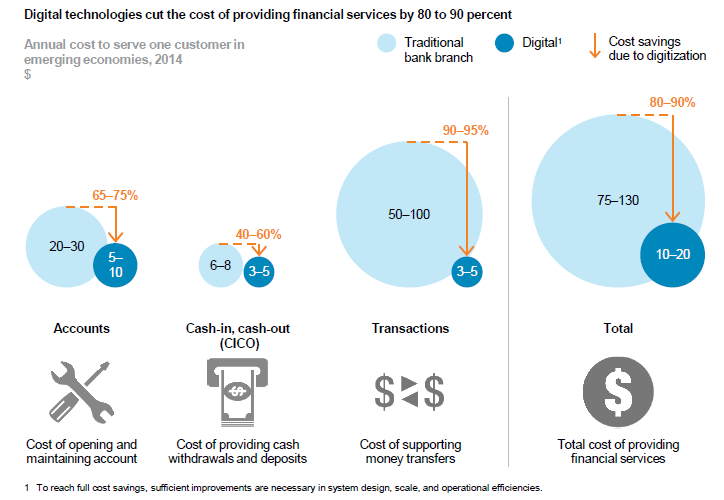 Digital technologies cut the cost of providing financial services by 80 to 90 percent
Annual cost to serve one customer in
emerging economies, 2014
$
Traditional
bank branch
Digital¹
Cost savings
due to digitization
65–75%
20–30
5–
10
40–60%
6–8
3–5
90–95%
50–100
3–5
80–90%
75–130
10–20
Accounts
Cash-in, cash-out
(CICO)
Transactions
Total
$
$ $
$
Cost of opening and
maintaining account
Cost of providing cash
withdrawals and deposits
Cost of supporting
money transfers
Total cost of providing
financial services
1 To reach full cost savings, sufficient improvements are necessary in system design, scale, and operational efficiencies.